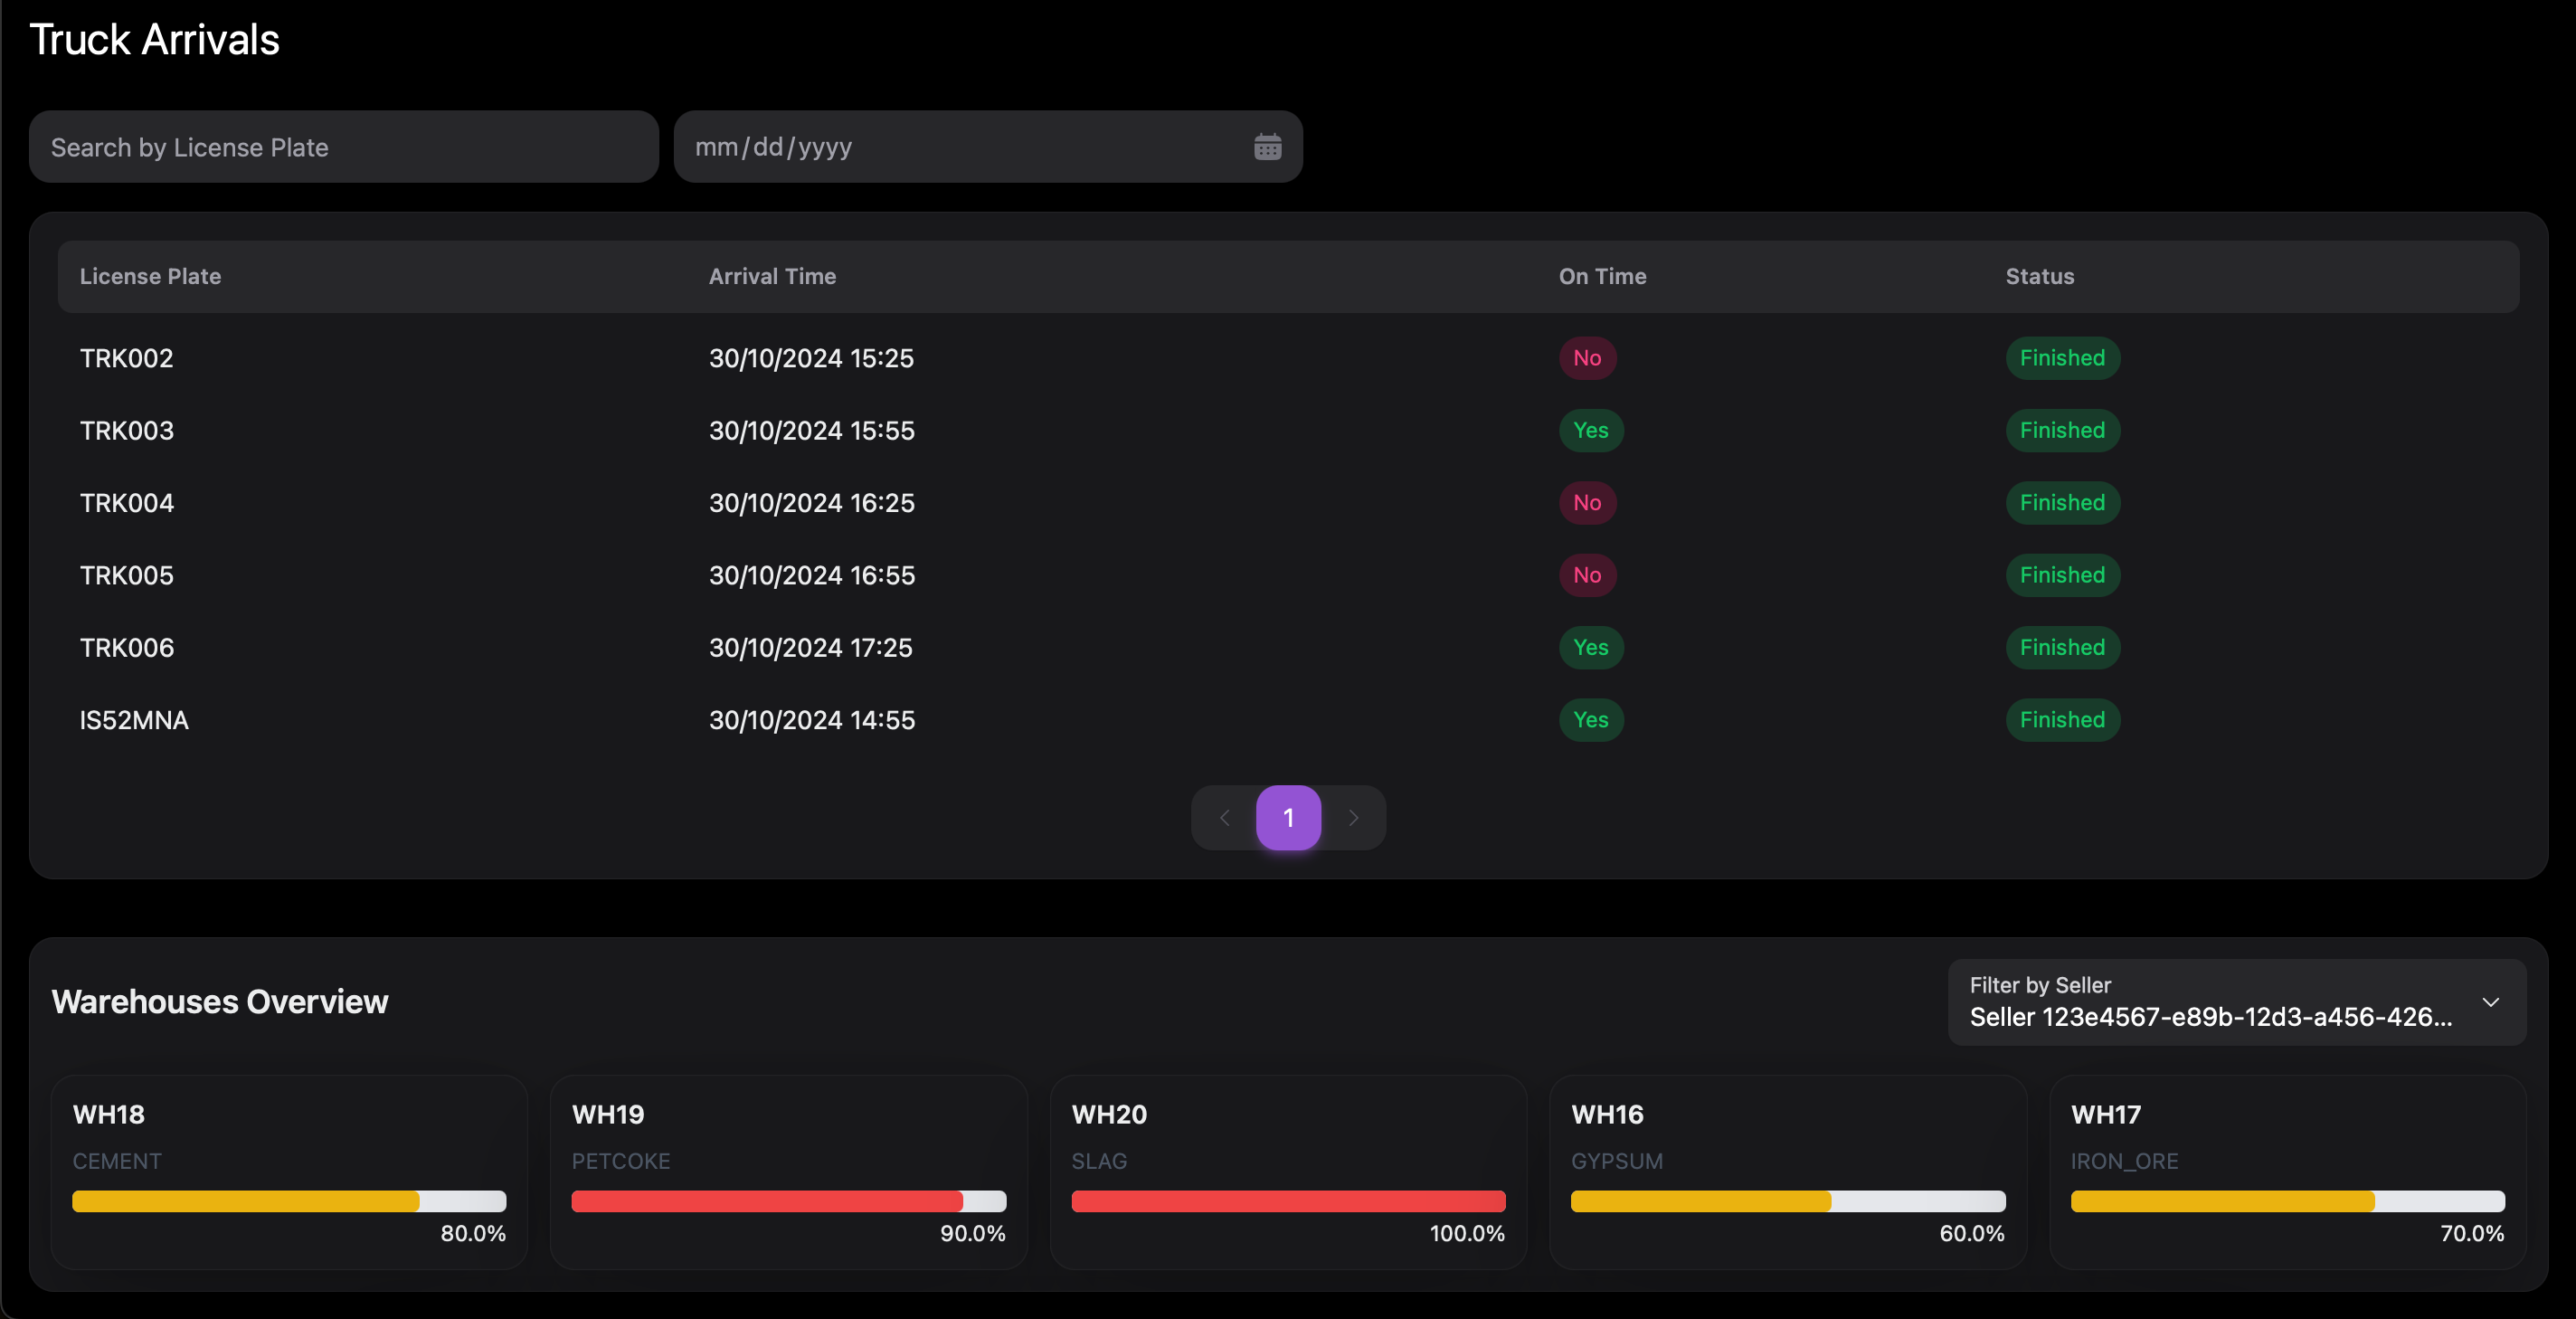 Truck Arrivals
Search by License Plate
mm/dd/yyyy
License Plate Arrival Time On Time Status
TRK002 30/10/2024 15:25 No Finished
TRK003 30/10/2024 15:55 Yes Finished
TRK004 30/10/2024 16:25 No Finished
TRK005 30/10/2024 16:55 No Finished
TRK006 30/10/2024 17:25 Yes Finished
IS52MNA 30/10/2024 14:55 Yes Finished
1
Warehouses Overview
Filter by Seller
Seller 123e4567-e89b-12d3-a456-426...
WH18
CEMENT
80.0%
WH19
PETCOKE
90.0%
WH20
SLAG
100.0%
WH16
GYPSUM
60.0%
WH17
IRON_ORE
70.0%